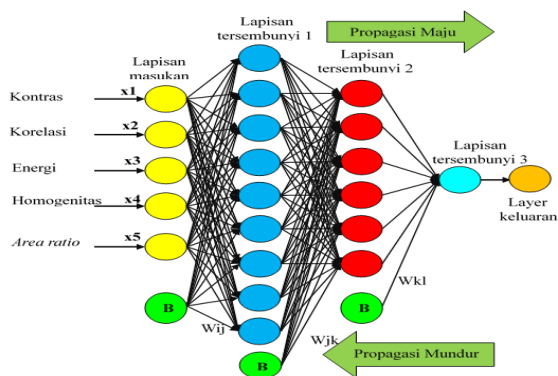 Lapisan
tersembunyi 1
Propagasi Maju
Lapisan
masukan
Lapisan
tersembunyi 2
Kontras
x1
Korelasi
x2
Energi
x3
Homogenitas
x4
Area ratio
x5
Lapisan
tersembunyi 3
Layer
keluaran
B
B
B
Wij
Wjk
Wkl
Propagasi Mundur